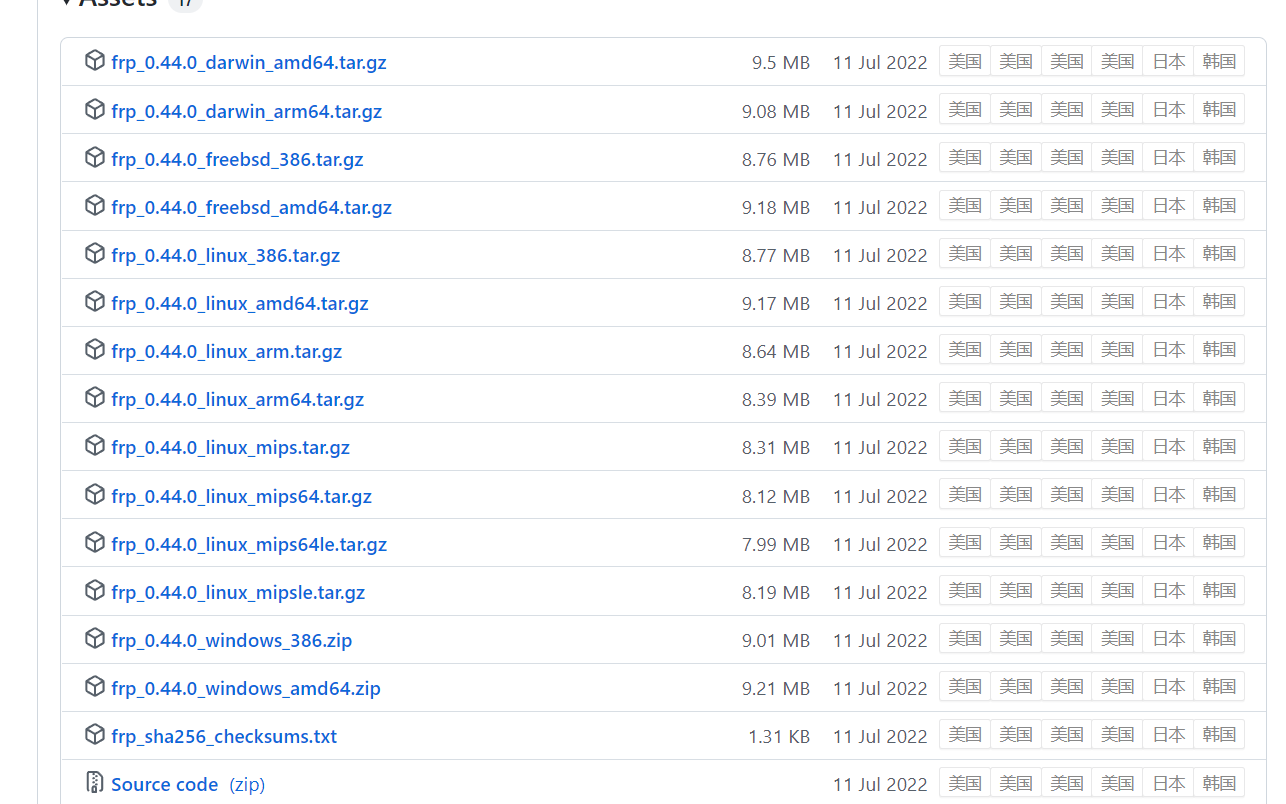 Assets 17
frp_0.44.0_darwin_amd64.tar.gz 9.5 MB 11 Jul 2022 美国 美国 美国 美国 日本 韩国
frp_0.44.0_darwin_arm64.tar.gz 9.08 MB 11 Jul 2022 美国 美国 美国 美国 日本 韩国
frp_0.44.0_freebsd_386.tar.gz 8.76 MB 11 Jul 2022 美国 美国 美国 美国 日本 韩国
frp_0.44.0_freebsd_amd64.tar.gz 9.18 MB 11 Jul 2022 美国 美国 美国 美国 日本 韩国
frp_0.44.0_linux_386.tar.gz 8.77 MB 11 Jul 2022 美国 美国 美国 美国 日本 韩国
frp_0.44.0_linux_amd64.tar.gz 9.17 MB 11 Jul 2022 美国 美国 美国 美国 日本 韩国
frp_0.44.0_linux_arm.tar.gz 8.64 MB 11 Jul 2022 美国 美国 美国 美国 日本 韩国
frp_0.44.0_linux_arm64.tar.gz 8.39 MB 11 Jul 2022 美国 美国 美国 美国 日本 韩国
frp_0.44.0_linux_mips.tar.gz 8.31 MB 11 Jul 2022 美国 美国 美国 美国 日本 韩国
frp_0.44.0_linux_mips64.tar.gz 8.12 MB 11 Jul 2022 美国 美国 美国 美国 日本 韩国
frp_0.44.0_linux_mips64le.tar.gz 7.99 MB 11 Jul 2022 美国 美国 美国 美国 日本 韩国
frp_0.44.0_linux_mipsle.tar.gz 8.19 MB 11 Jul 2022 美国 美国 美国 美国 日本 韩国
frp_0.44.0_windows_386.zip 9.01 MB 11 Jul 2022 美国 美国 美国 美国 日本 韩国
frp_0.44.0_windows_amd64.zip 9.21 MB 11 Jul 2022 美国 美国 美国 美国 日本 韩国
frp_sha256_checksums.txt 1.31 KB 11 Jul 2022 美国 美国 美国 美国 日本 韩国
Source code (zip) 11 Jul 2022 美国 美国 美国 美国 日本 韩国